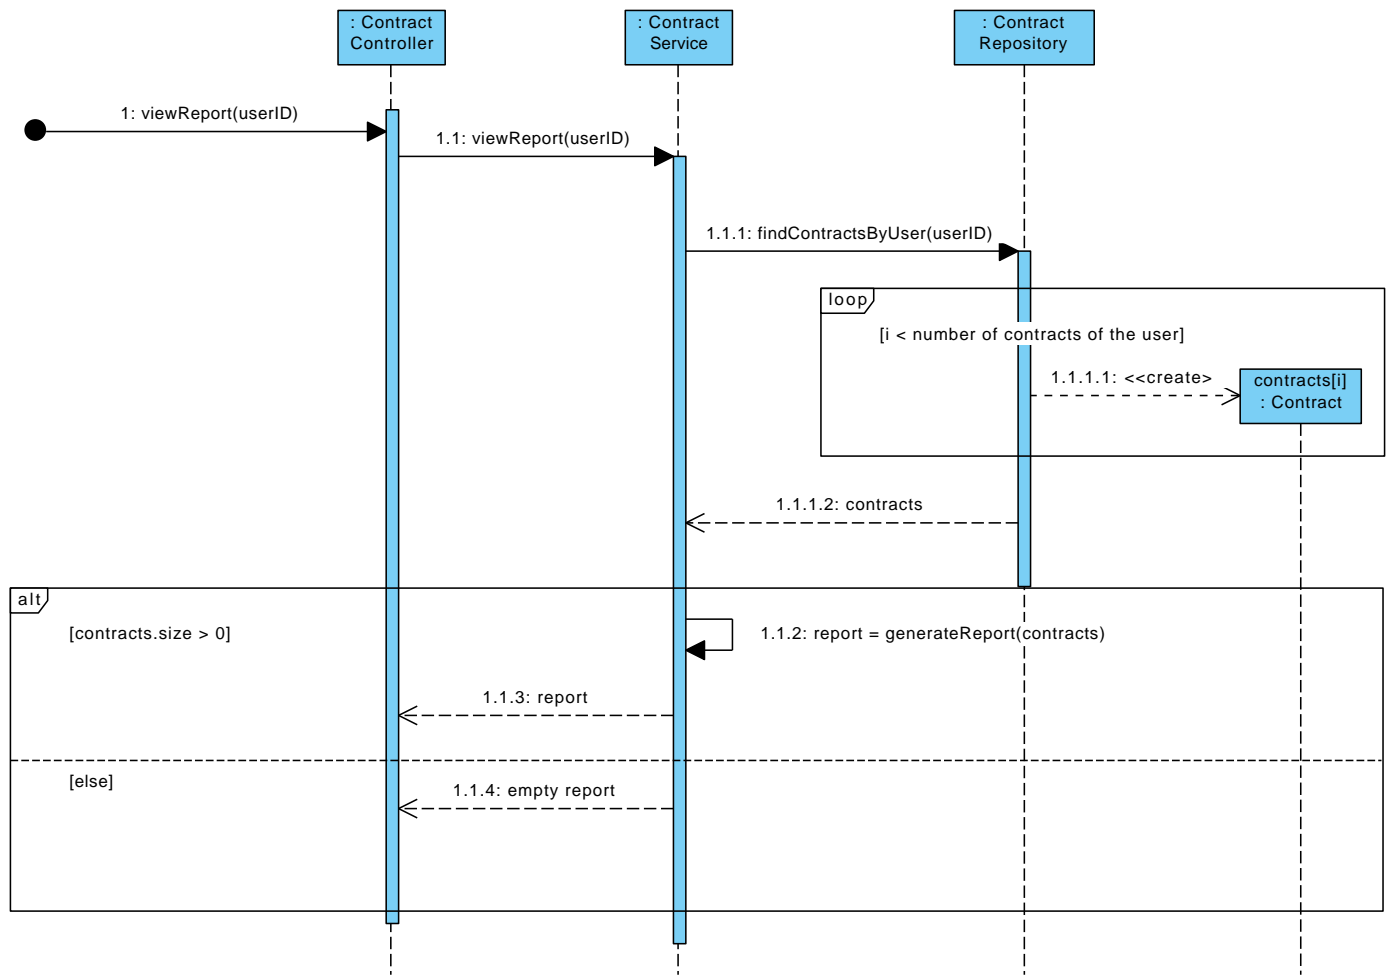 : Contract
Controller
: Contract
Service
: Contract
Repository
1: viewReport(userID)
1.1: viewReport(userID)
1.1.1: findContractsByUser(userID)
loop
[i < number of contracts of the user]
1.1.1.1: <<create>
contracts[i]
: Contract
1.1.1.2: contracts
alt
[contracts.size > 0]
1.1.2: report = generateReport(contracts)
1.1.3: report
[else]
1.1.4: empty report